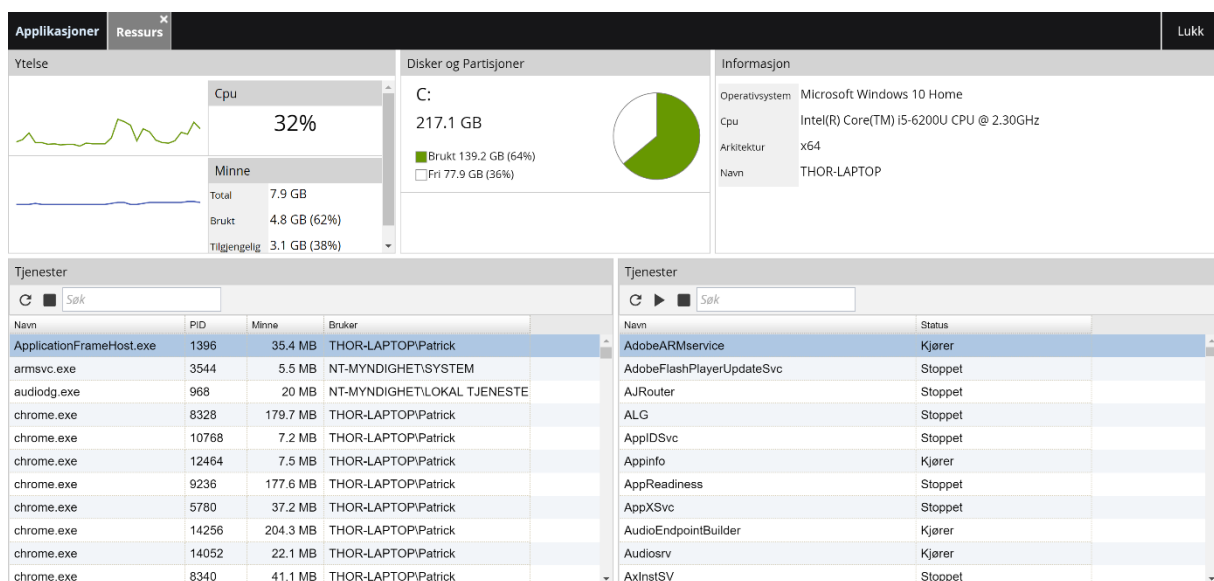 Applikasjoner Ressurs Lukk
Ytelse
Cpu
32%
Minne
Total 7.9 GB
Brukt 4.8 GB (62%)
Tilgjengelig 3.1 GB (38%)
Disker og Partisjoner
C:
217.1 GB
Brukt 139.2 GB (64%)
Fri 77.9 GB (36%)
Informasjon
Operativsystem Microsoft Windows 10 Home
Cpu Intel(R) Core(TM) i5-6200U CPU @ 2.30GHz
Arkitektur x64
Navn THOR-LAPTOP
Tjenester
Søk
Navn PID Minne Bruker
ApplicationFrameHost.exe 1396 35.4 MB THOR-LAPTOP\Patrick
armsvc.exe 3544 5.5 MB NT-MYNDIGHET\SYSTEM
audiodg.exe 968 20 MB NT-MYNDIGHET\LOKAL TJENESTE
chrome.exe 8328 179.7 MB THOR-LAPTOP\Patrick
chrome.exe 10768 7.2 MB THOR-LAPTOP\Patrick
chrome.exe 12464 7.5 MB THOR-LAPTOP\Patrick
chrome.exe 9236 177.6 MB THOR-LAPTOP\Patrick
chrome.exe 5780 37.2 MB THOR-LAPTOP\Patrick
chrome.exe 14256 204.3 MB THOR-LAPTOP\Patrick
chrome.exe 14052 22.1 MB THOR-LAPTOP\Patrick
chrome.exe 8340 41.1 MB THOR-LAPTOP\Patrick
Tjenester
Søk
Navn Status
AdobeARMservice Kjører
AdobeFlashPlayerUpdateSvc Stoppet
AJRouter Stoppet
ALG Stoppet
AppIDSvc Stoppet
Appinfo Kjører
AppReadiness Stoppet
AppXSvc Stoppet
AudioEndpointBuilder Kjører
Audiosrv Kjører
AxInstSV Stoppet